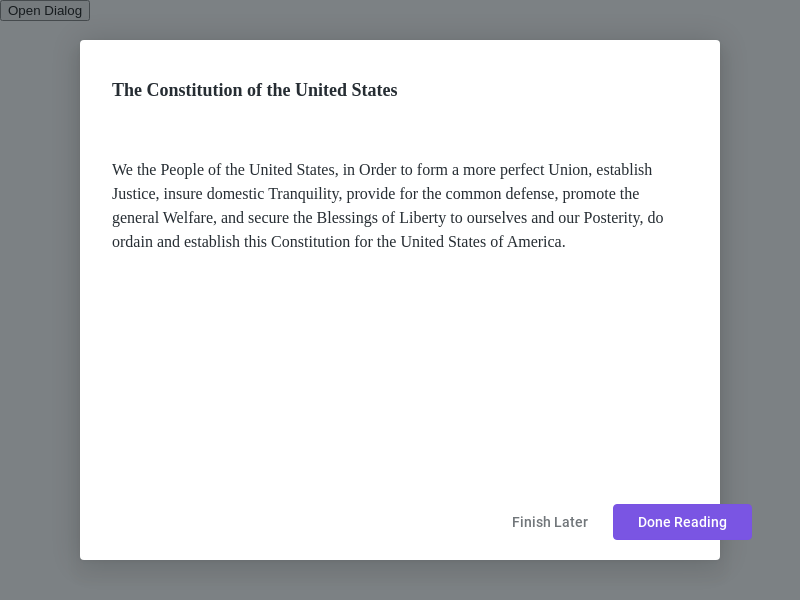 Open Dialog
The Constitution of the United States
We the People of the United States, in Order to form a more perfect Union, establish
Justice, insure domestic Tranquility, provide for the common defense, promote the
general Welfare, and secure the Blessings of Liberty to ourselves and our Posterity, do
ordain and establish this Constitution for the United States of America.
Finish Later
Done Reading